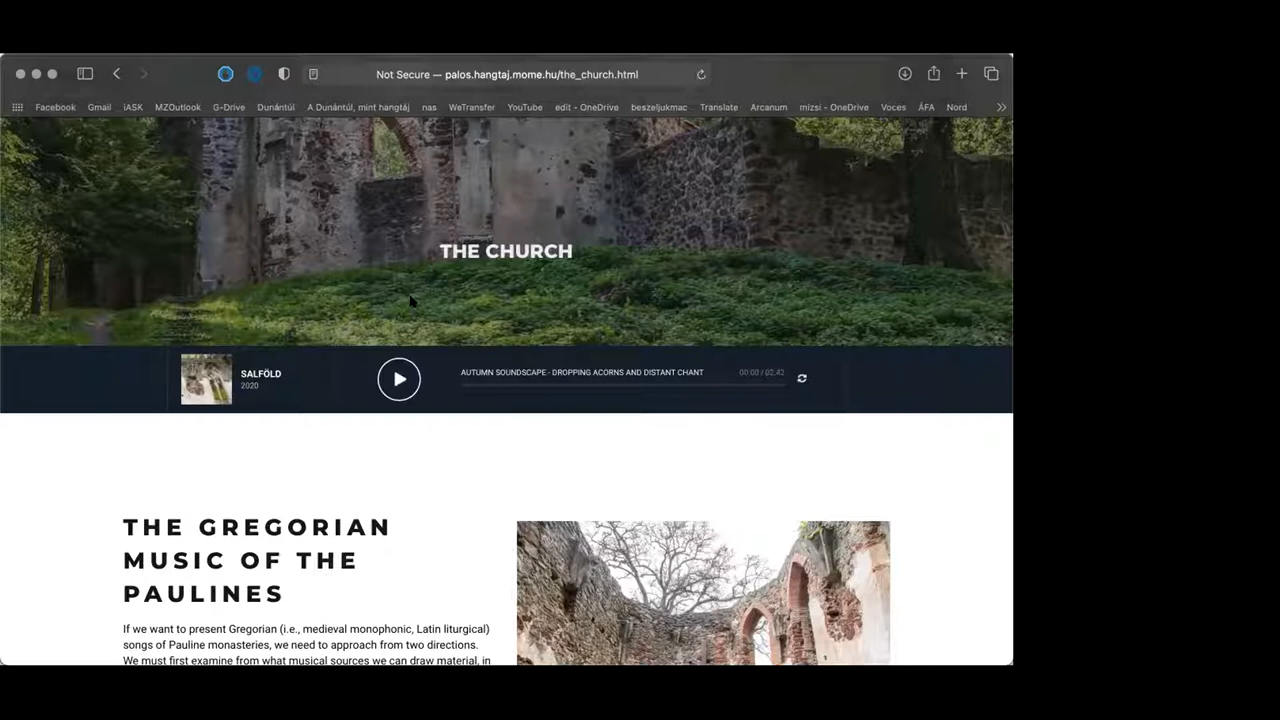 Not Secure — palos.hangtaj.mome.hu/the_church.html
Facebook Gmail iASK MZOutlook G-Drive Dunántúl A Dunántúl, mint hangtáj nas WeTransfer YouTube edit - OneDrive beszeljukmac Translate Arcanum mizsi - OneDrive Voces ÁFA Nord
THE CHURCH
SALFÖLD
2020
AUTUMN SOUNDSCAPE - DROPPING ACORNS AND DISTANT CHANT 00:00 / 02:42
THE GREGORIAN
MUSIC OF THE
PAULINES
If we want to present Gregorian (i.e., medieval monophonic, Latin liturgical)
songs of Pauline monasteries, we need to approach from two directions.
We must first examine from what musical sources we can draw material, in